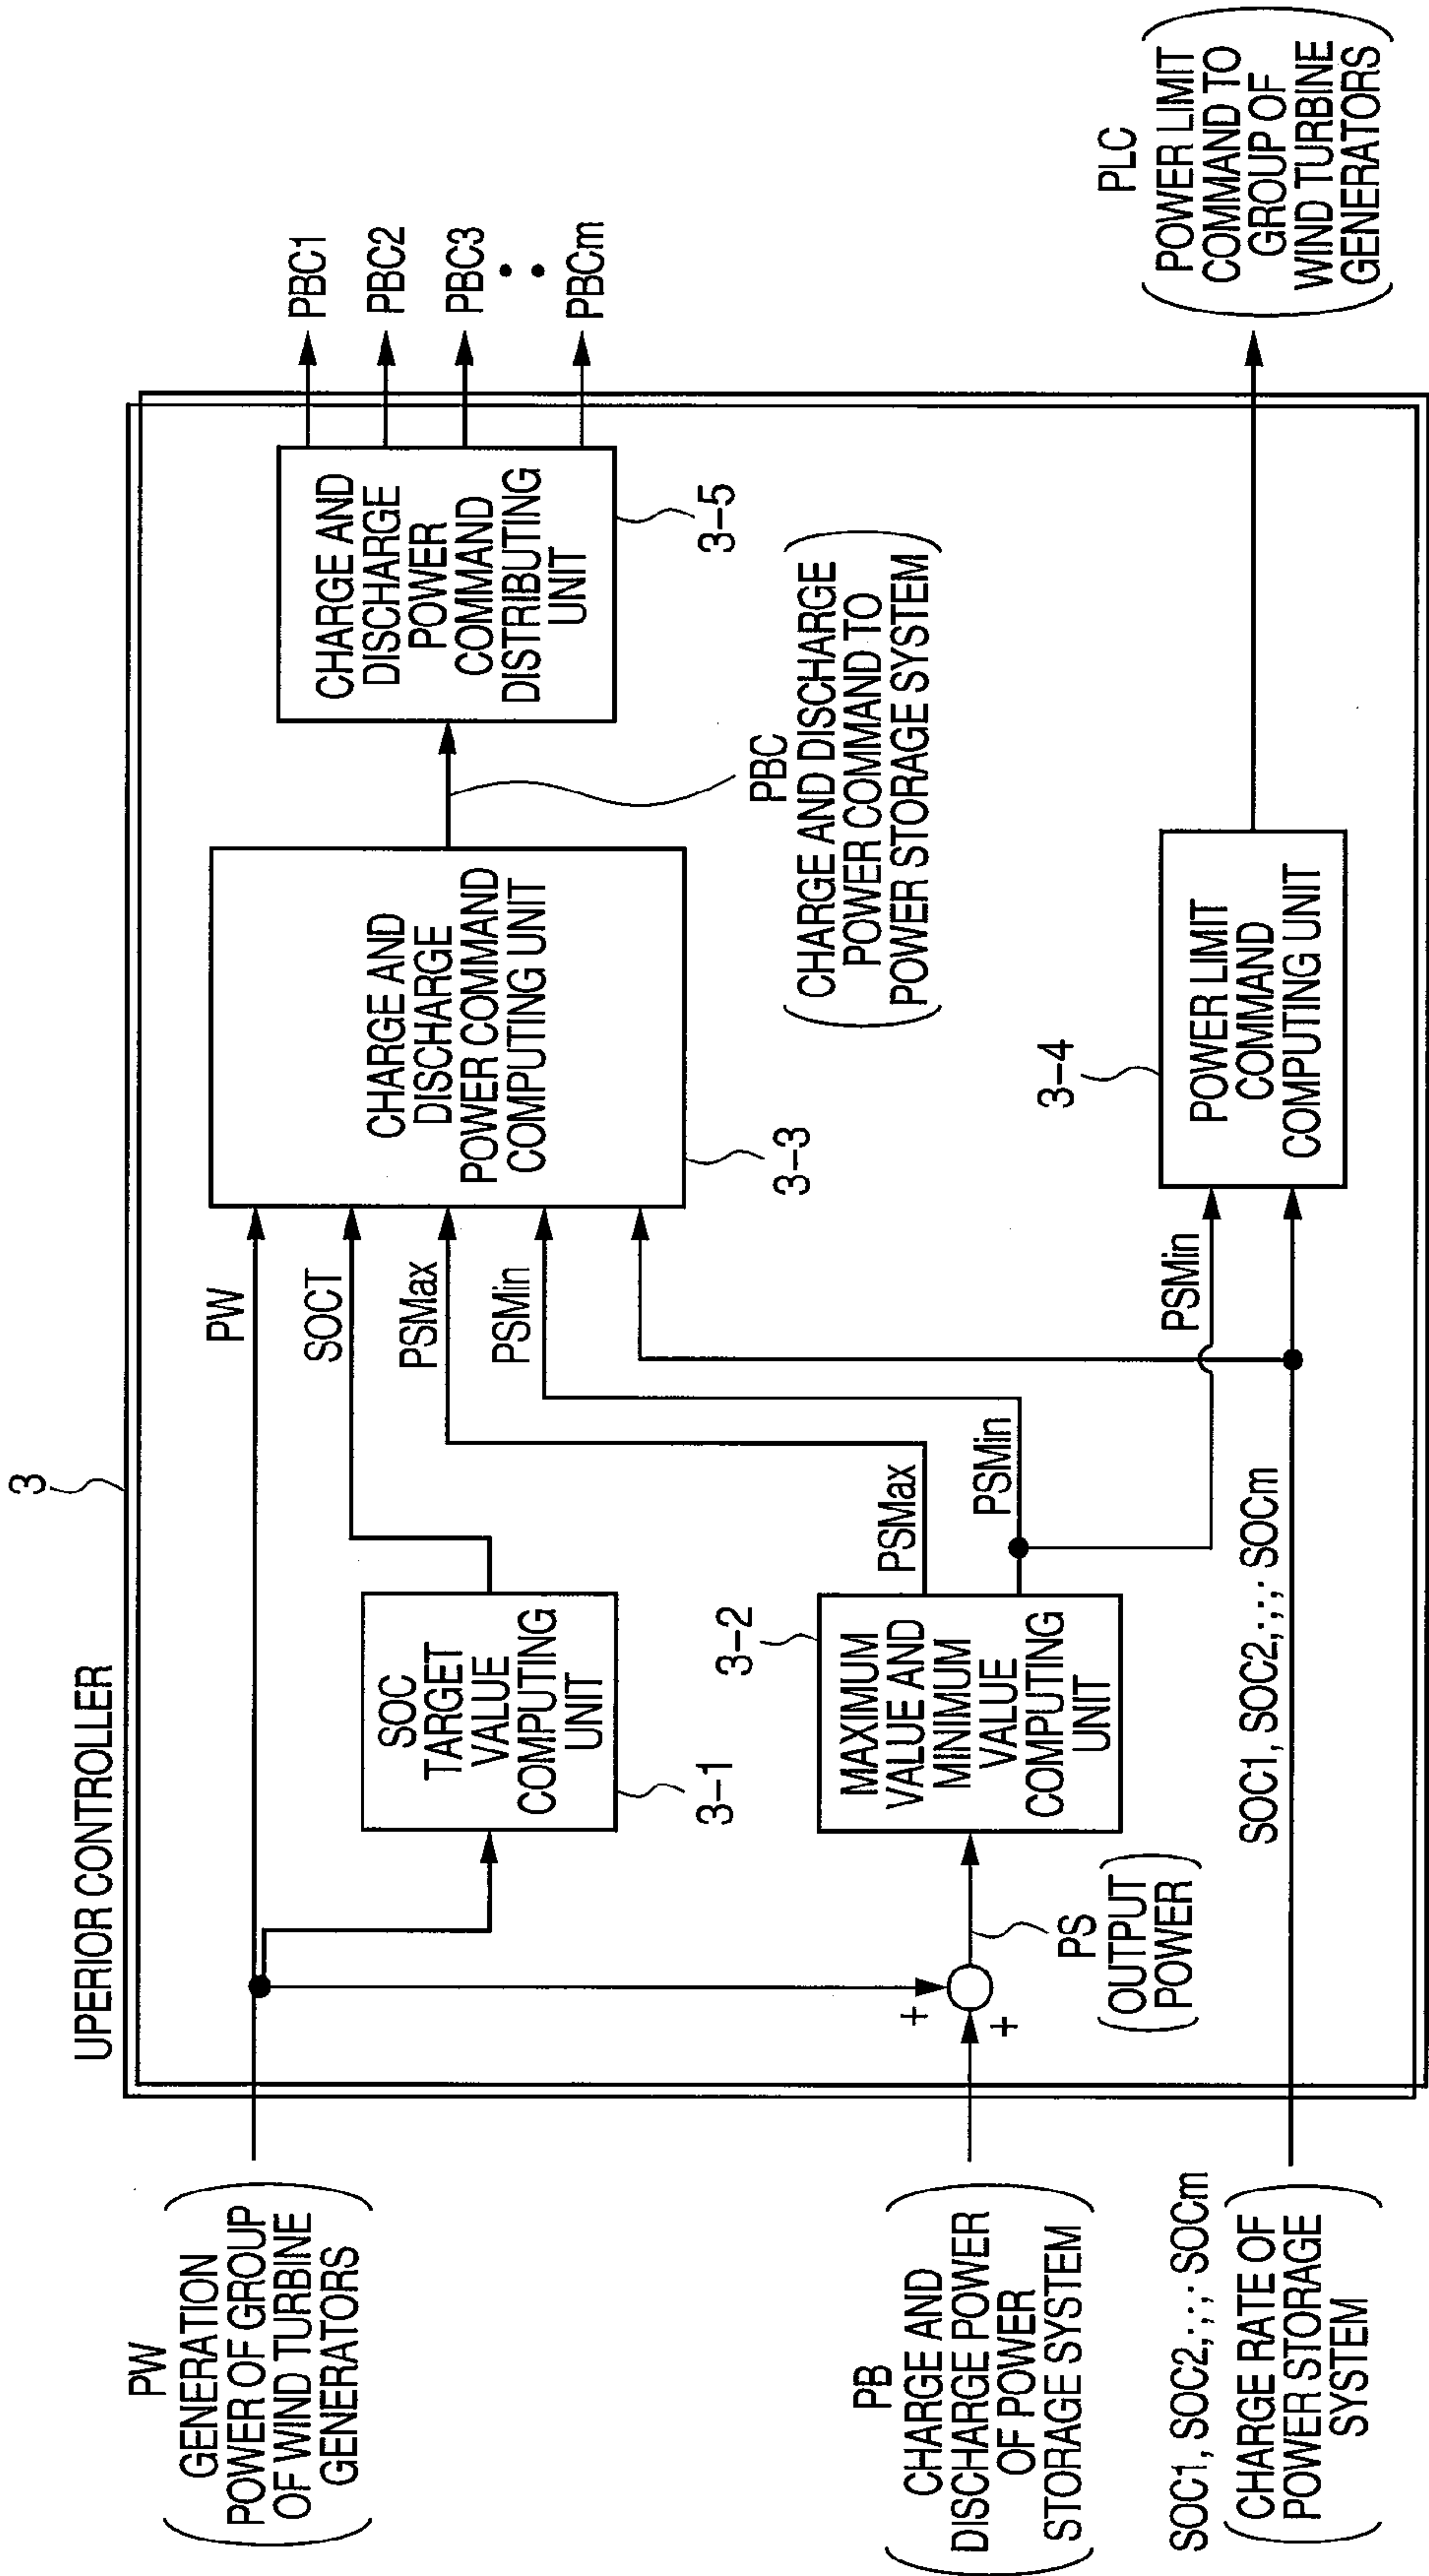 UPERIOR CONTROLLER
3
PW
GENERATION
POWER OF GROUP
OF WIND TURBINE
GENERATORS
PB
CHARGE AND
DISCHARGE POWER
OF POWER
STORAGE SYSTEM
SOC1, SOC2,・・・ SOCm
CHARGE RATE OF
POWER STORAGE
SYSTEM
PW
SOC
TARGET
VALUE
COMPUTING
UNIT
3-1
SOCT
+
+
PS
OUTPUT
POWER
MAXIMUM
VALUE AND
MINIMUM
VALUE
COMPUTING
UNIT
3-2
PSMax
PSMin
PSMax
PSMin
PSMin
SOC1, SOC2,・・・ SOCm
CHARGE AND
DISCHARGE
POWER COMMAND
COMPUTING UNIT
3-3
PBC
CHARGE AND DISCHARGE
POWER COMMAND TO
POWER STORAGE SYSTEM
POWER LIMIT
COMMAND
COMPUTING UNIT
3-4
CHARGE AND
DISCHARGE
POWER
COMMAND
DISTRIBUTING
UNIT
3-5
PBC1
PBC2
PBC3
PBCm
PLC
POWER LIMIT
COMMAND TO
GROUP OF
WIND TURBINE
GENERATORS